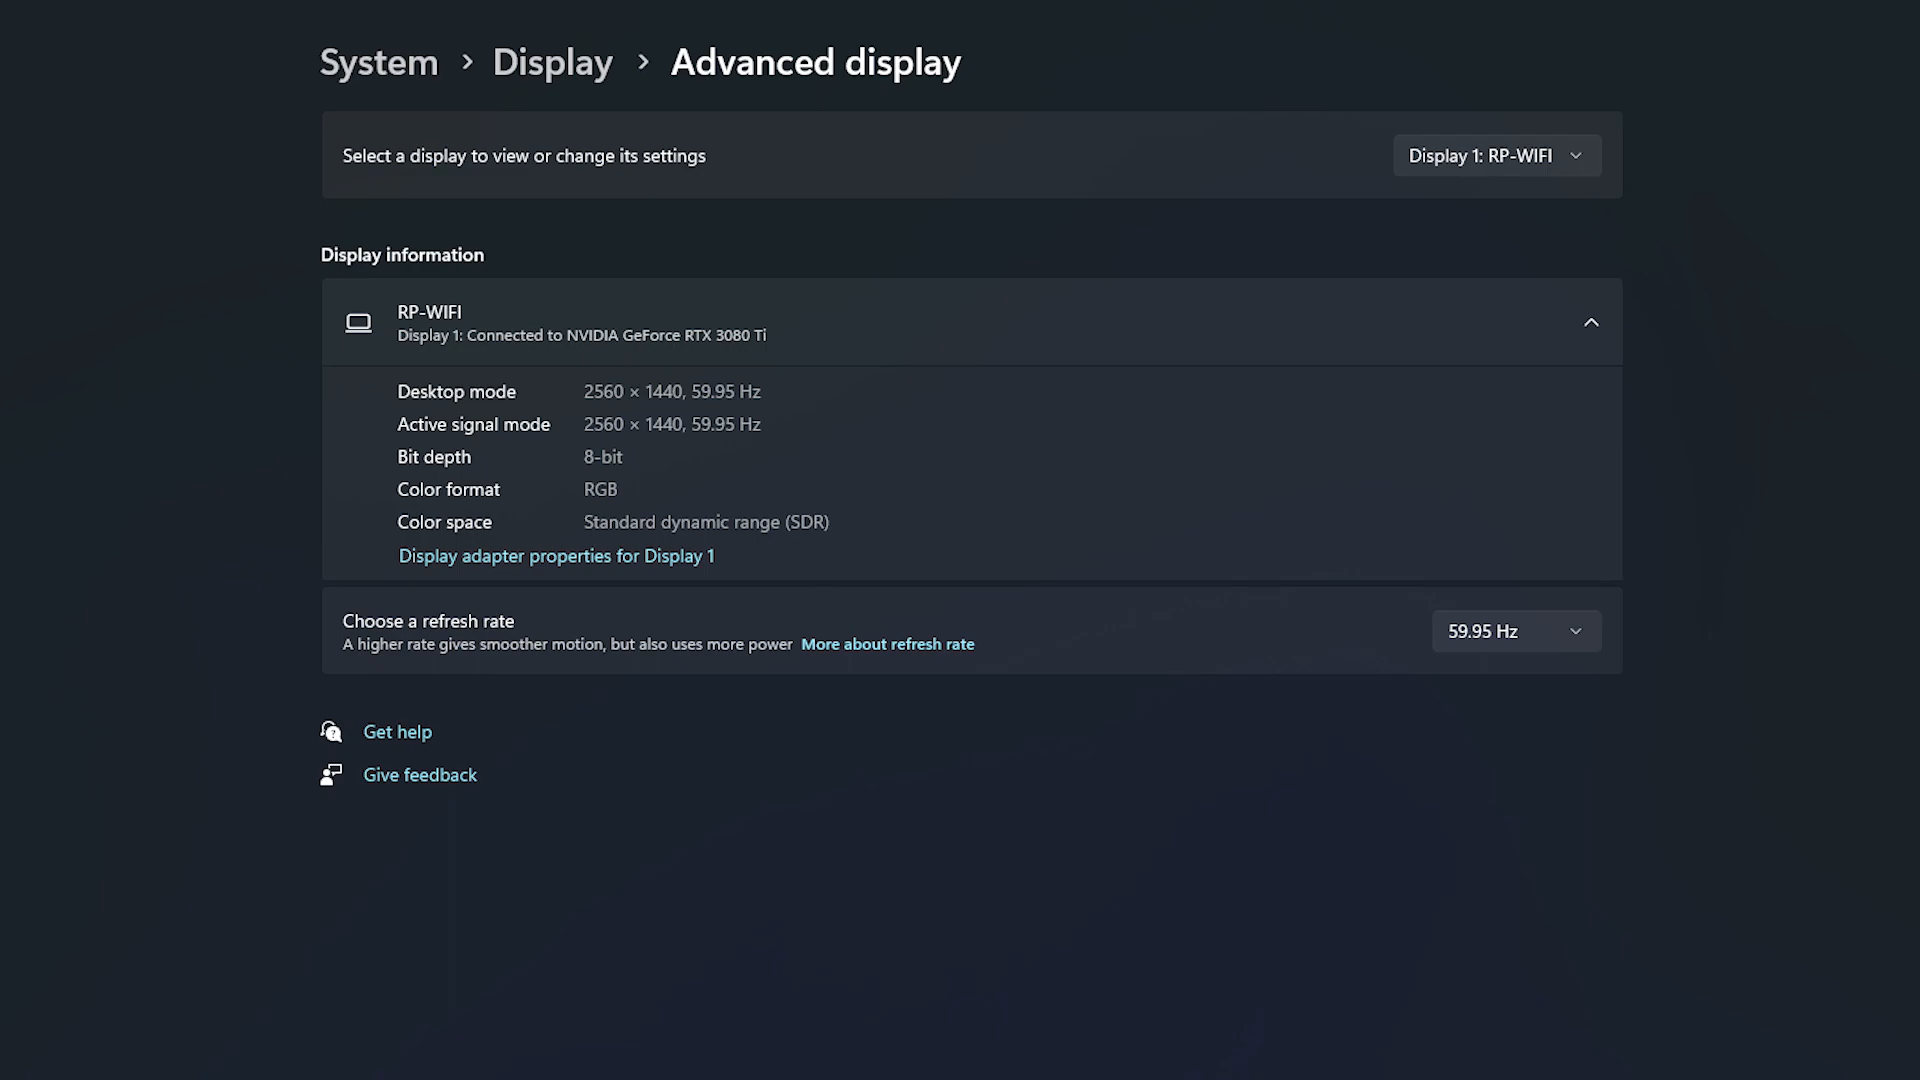 System > Display > Advanced display
Select a display to view or change its settings
Display 1: RP-WIFI
Display information
RP-WIFI
Display 1: Connected to NVIDIA GeForce RTX 3080 Ti
Desktop mode 2560 × 1440, 59.95 Hz
Active signal mode 2560 × 1440, 59.95 Hz
Bit depth 8-bit
Color format RGB
Color space Standard dynamic range (SDR)
Display adapter properties for Display 1
Choose a refresh rate
A higher rate gives smoother motion, but also uses more power More about refresh rate
59.95 Hz
Get help
Give feedback